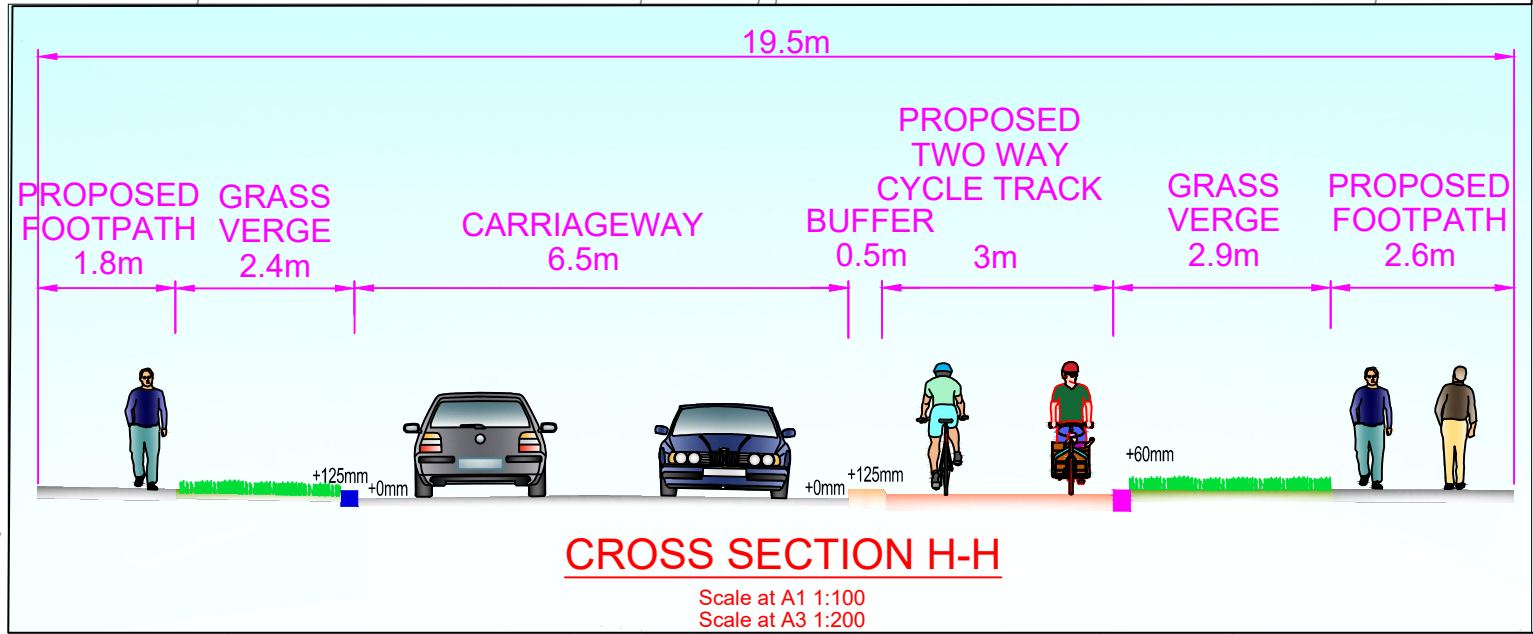 19.5m
PROPOSED
FOOTPATH
1.8m
GRASS
VERGE
2.4m
CARRIAGEWAY
6.5m
BUFFER
0.5m
PROPOSED
TWO WAY
CYCLE TRACK
3m
GRASS
VERGE
2.9m
PROPOSED
FOOTPATH
2.6m
+125mm
+0mm
+0mm
+125mm
+60mm
CROSS SECTION H-H
Scale at A1 1:100
Scale at A3 1:200